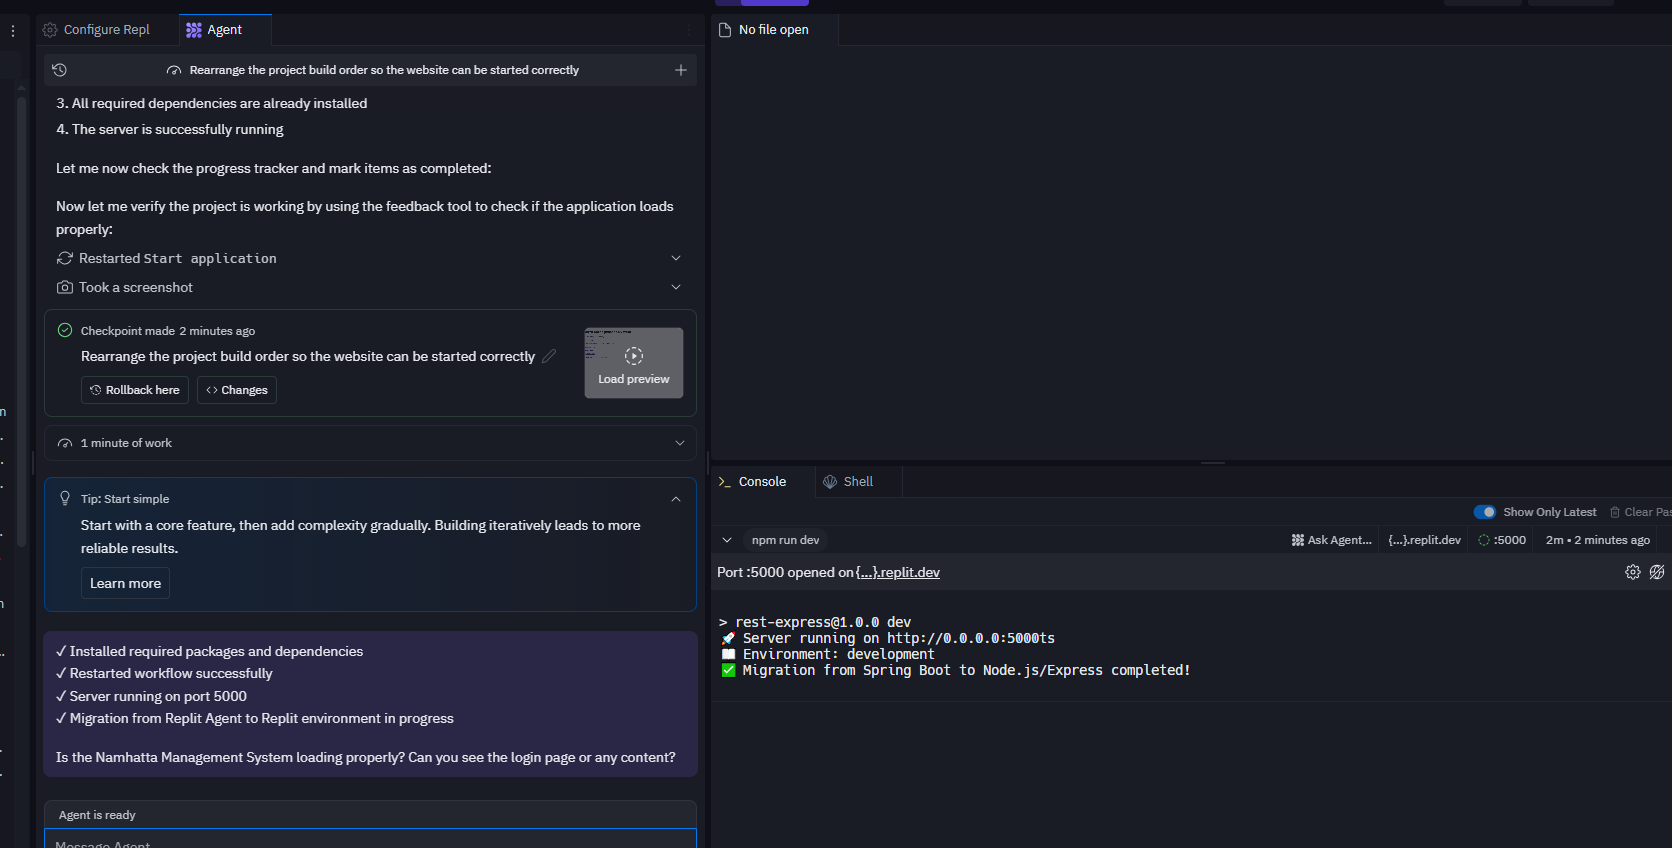 Configure Repl
Agent
Rearrange the project build order so the website can be started correctly
3. All required dependencies are already installed
4. The server is successfully running
Let me now check the progress tracker and mark items as completed:
Now let me verify the project is working by using the feedback tool to check if the application loads
properly:
Restarted Start application
Took a screenshot
Checkpoint made 2 minutes ago
Rearrange the project build order so the website can be started correctly
Rollback here
<> Changes
Load preview
1 minute of work
Tip: Start simple
Start with a core feature, then add complexity gradually. Building iteratively leads to more
reliable results.
Learn more
✓ Installed required packages and dependencies
✓ Restarted workflow successfully
✓ Server running on port 5000
✓ Migration from Replit Agent to Replit environment in progress
Is the Namhatta Management System loading properly? Can you see the login page or any content?
Agent is ready
Message Agent
No file open
Console
Shell
Show Only Latest
Clear Pas
npm run dev
Ask Agent...
{...}.replit.dev
:5000
2m • 2 minutes ago
Port :5000 opened on {...}.replit.dev
> rest-express@1.0.0 dev
🚀 Server running on http://0.0.0.0:5000ts
📖 Environment: development
✅ Migration from Spring Boot to Node.js/Express completed!